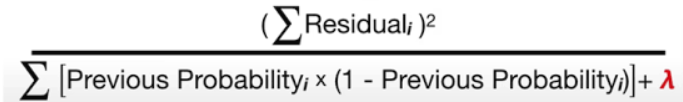 (∑Residualᵢ)²
∑ [Previous Probabilityᵢ x (1 - Previous Probabilityᵢ)]+ λ